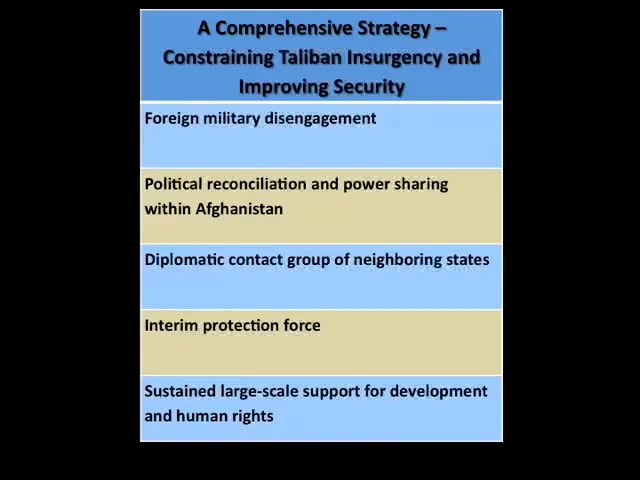 A Comprehensive Strategy –
Constraining Taliban Insurgency and
Improving Security
Foreign military disengagement
Political reconciliation and power sharing
within Afghanistan
Diplomatic contact group of neighboring states
Interim protection force
Sustained large-scale support for development
and human rights